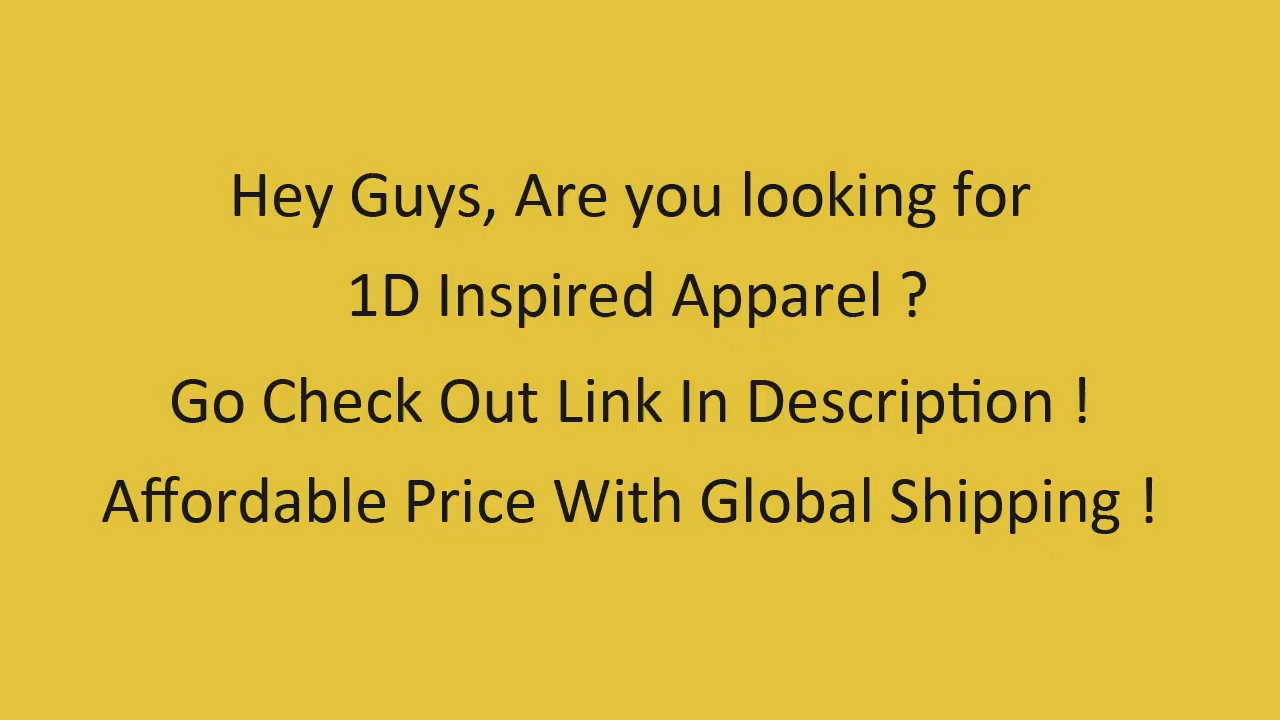 Hey Guys, Are you looking for
1D Inspired Apparel ?
Go Check Out Link In Description !
Affordable Price With Global Shipping !